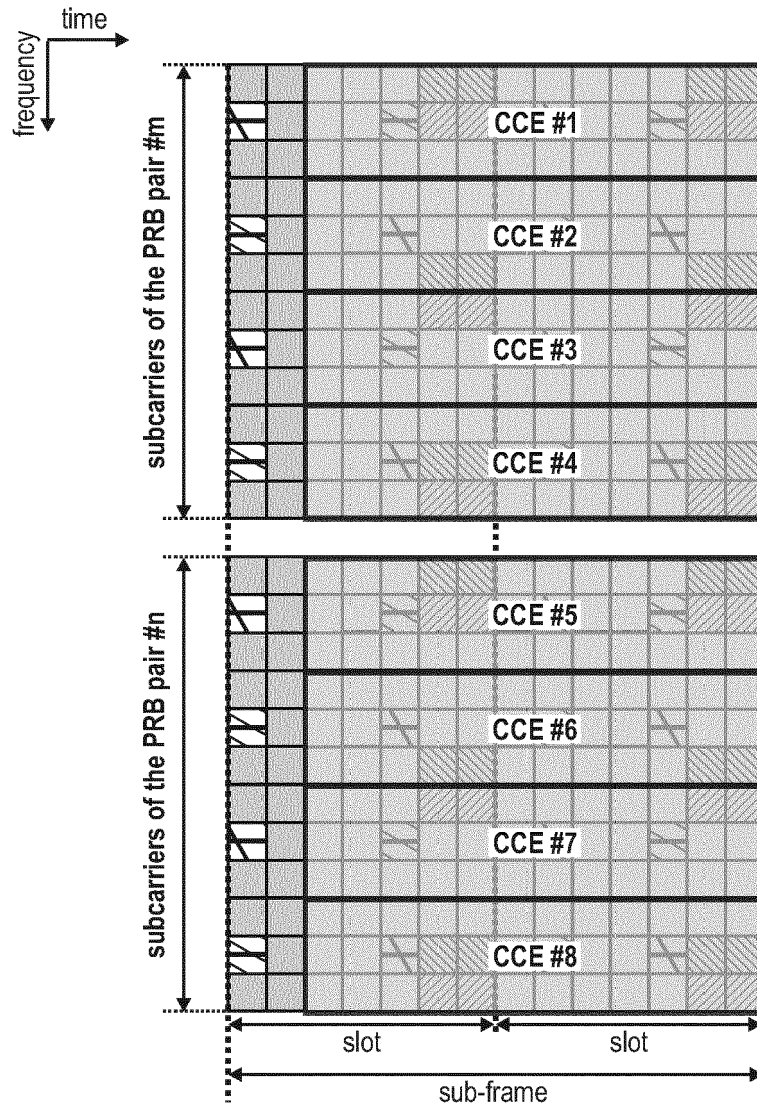 time
frequency
subcarriers of the PRB pair #m
CCE #1
CCE #2
CCE #3
CCE #4
subcarriers of the PRB pair #n
CCE #5
CCE #6
CCE #7
CCE #8
slot
slot
sub-frame